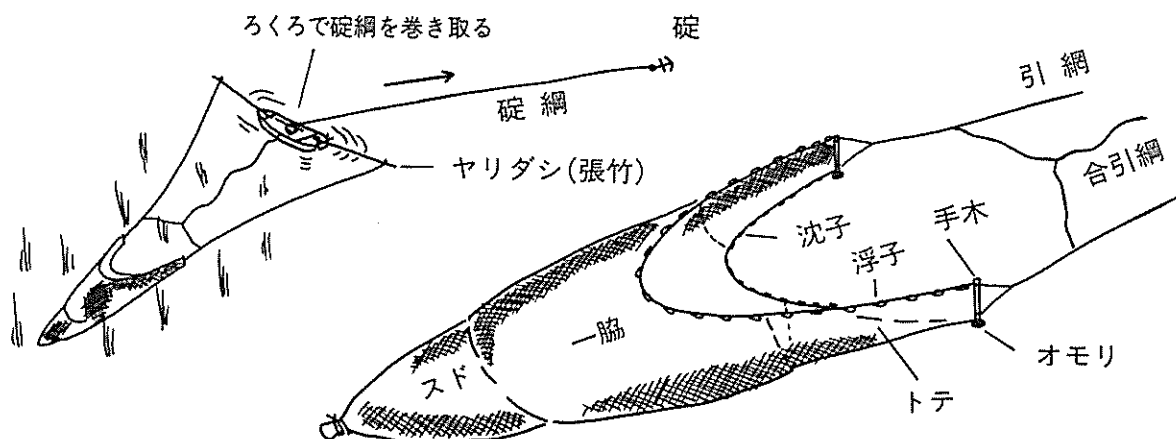 ろくろで碇綱を巻き取る
碇
碇綱
ヤリダシ(張竹)
引綱
合引綱
沈子
浮子
手木
一脇
スド
オモリ
トテ